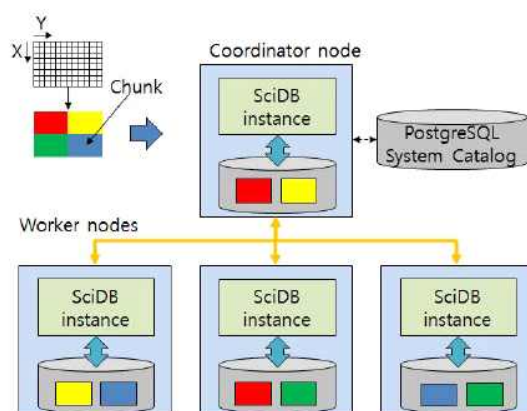 Y
X
Chunk
Coordinator node
SciDB
instance
PostgreSQL
System Catalog
Worker nodes
SciDB
instance
SciDB
instance
SciDB
instance